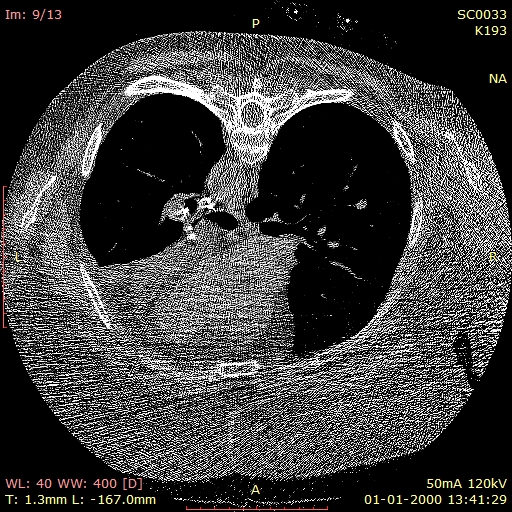 Im: 9/13
P
SC0033
K193
NA
L
R
WL: 40 WW: 400 [D]
T: 1.3mm L: -167.0mm
A
50mA 120kV
01-01-2000 13:41:29